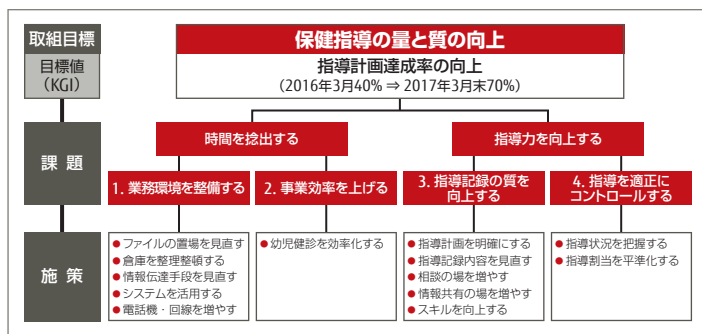 取組目標
目標値
（KGI）
保健指導の量と質の向上
指導計画達成率の向上
（2016年3月40% ⇒ 2017年3月末70%）
課題
時間を捻出する
指導力を向上する
1. 業務環境を整備する
2. 事業効率を上げる
3. 指導記録の質を
向上する
4. 指導を適正に
コントロールする
施策
●ファイルの置場を見直す
●倉庫を整理整頓する
●情報伝達手段を見直す
●システムを活用する
●電話機・回線を増やす
●幼児健診を効率化する
●指導計画を明確にする
●指導記録内容を見直す
●相談の場を増やす
●情報共有の場を増やす
●スキルを向上する
●指導状況を把握する
●指導割当を平準化する